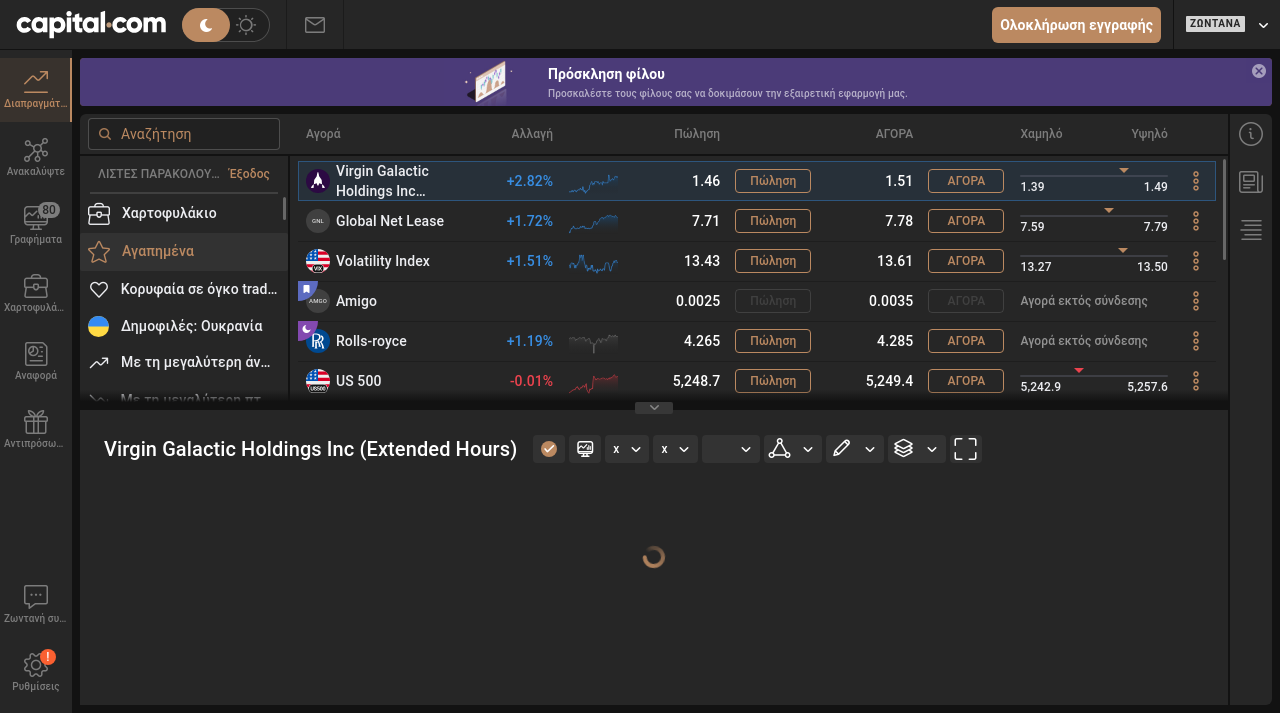 capital.com
Ολοκλήρωση εγγραφής
ΖΩΝΤΑΝΑ
Πρόσκληση φίλου
Προσκαλέστε τους φίλους σας να δοκιμάσουν την εξαιρετική εφαρμογή μας.
Διαπραγμάτ...
Ανακαλύψτε
80
Γραφήματα
Χαρτοφυλά...
Αναφορά
Αντιπρόσω...
Ζωντανή συ...
!
Ρυθμίσεις
Αναζήτηση
ΛΙΣΤΕΣ ΠΑΡΑΚΟΛΟΥ... Έξοδος
Χαρτοφυλάκιο
Αγαπημένα
Κορυφαία σε όγκο trad...
Δημοφιλές: Ουκρανία
Με τη μεγαλύτερη άν...
Με τη μεγαλύτερη πτ...
Αγορά Αλλαγή Πώληση ΑΓΟΡΑ Χαμηλό Υψηλό
Virgin Galactic
Holdings Inc... +2.82% 1.46 Πώληση 1.51 ΑΓΟΡΑ 1.39 1.49
GNL Global Net Lease +1.72% 7.71 Πώληση 7.78 ΑΓΟΡΑ 7.59 7.79
VIX Volatility Index +1.51% 13.43 Πώληση 13.61 ΑΓΟΡΑ 13.27 13.50
AMGO Amigo 0.0025 Πώληση 0.0035 ΑΓΟΡΑ Αγορά εκτός σύνδεσης
Rolls-royce +1.19% 4.265 Πώληση 4.285 ΑΓΟΡΑ Αγορά εκτός σύνδεσης
US500 US 500 -0.01% 5,248.7 Πώληση 5,249.4 ΑΓΟΡΑ 5,242.9 5,257.6
Virgin Galactic Holdings Inc (Extended Hours) x x